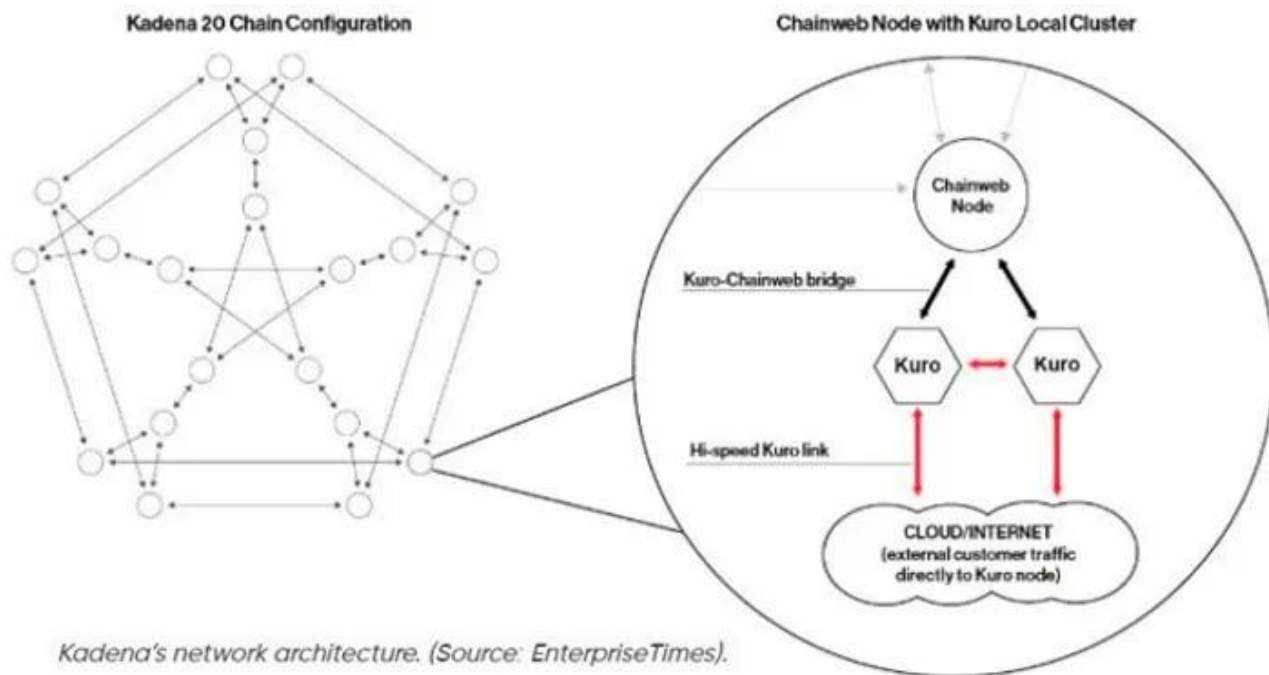 Kadena 20 Chain Configuration
Chainweb Node with Kuro Local Cluster
Chainweb
Node
Kuro-Chainweb bridge
Kuro
Kuro
Hi-speed Kuro link
CLOUD/INTERNET
(external customer traffic
directly to Kuro node)
Kadena's network architecture. (Source: EnterpriseTimes).